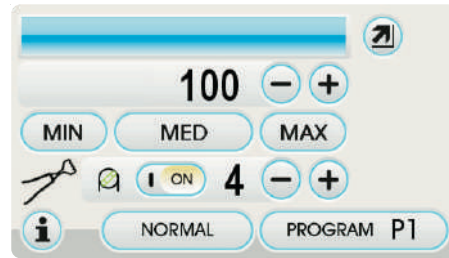 100 − +
MIN MED MAX
I ON 4 − +
i NORMAL PROGRAM P1